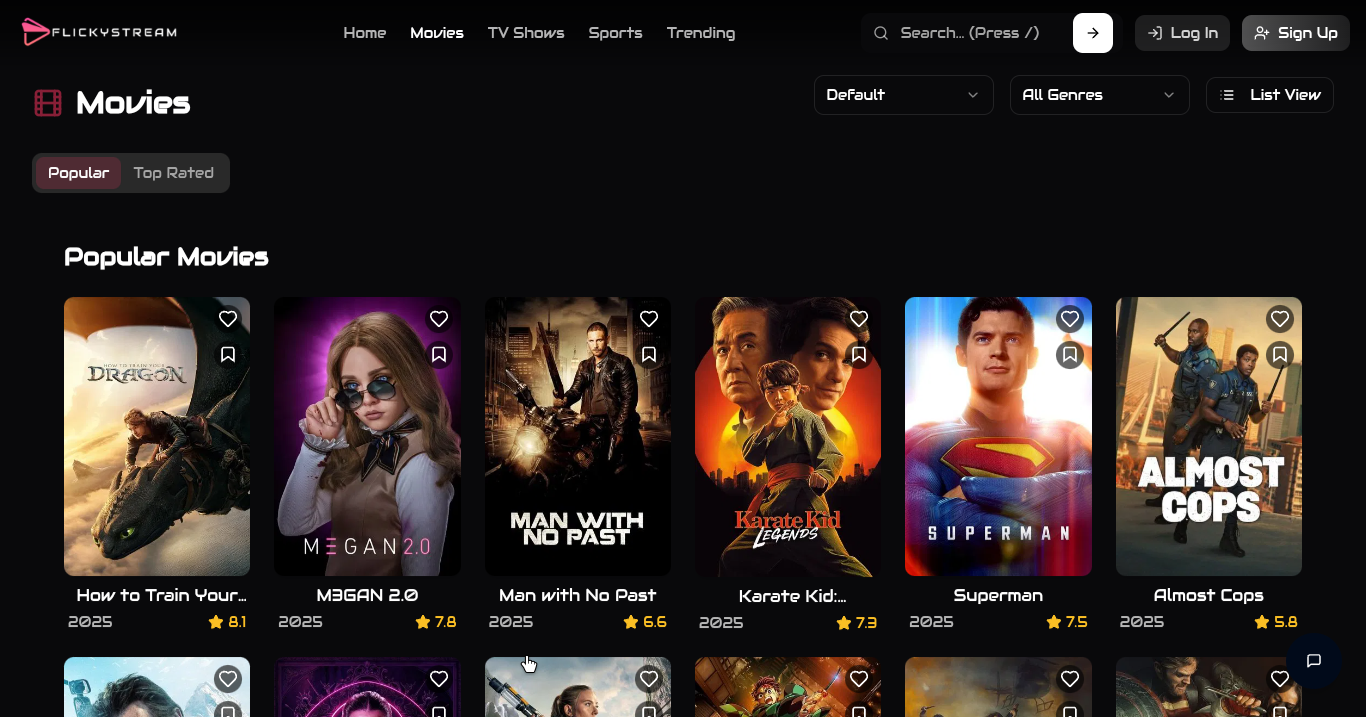 FLICKYSTREAM
Home Movies TV Shows Sports Trending
Search... (Press /)
Log In
Sign Up
Movies
Default
All Genres
List View
Popular
Top Rated
Popular Movies
HOW TO TRAIN YOUR
DRAGON
M3GAN 2.0
MAN WITH
NO PAST
Karate Kid
LEGENDS
SUPERMAN
ALMOST
COPS
How to Train Your...
2025 8.1
M3GAN 2.0
2025 7.8
Man with No Past
2025 6.6
Karate Kid:...
2025 7.3
Superman
2025 7.5
Almost Cops
2025 5.8